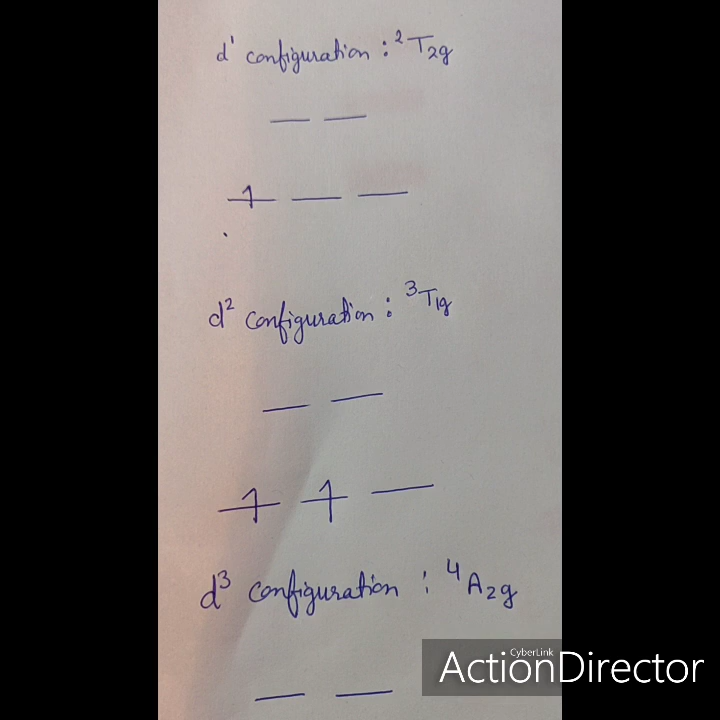 d¹ configuration : ²T₂g
d² configuration : ³T₁g
d³ configuration : ⁴A₂g
CyberLink
ActionDirector